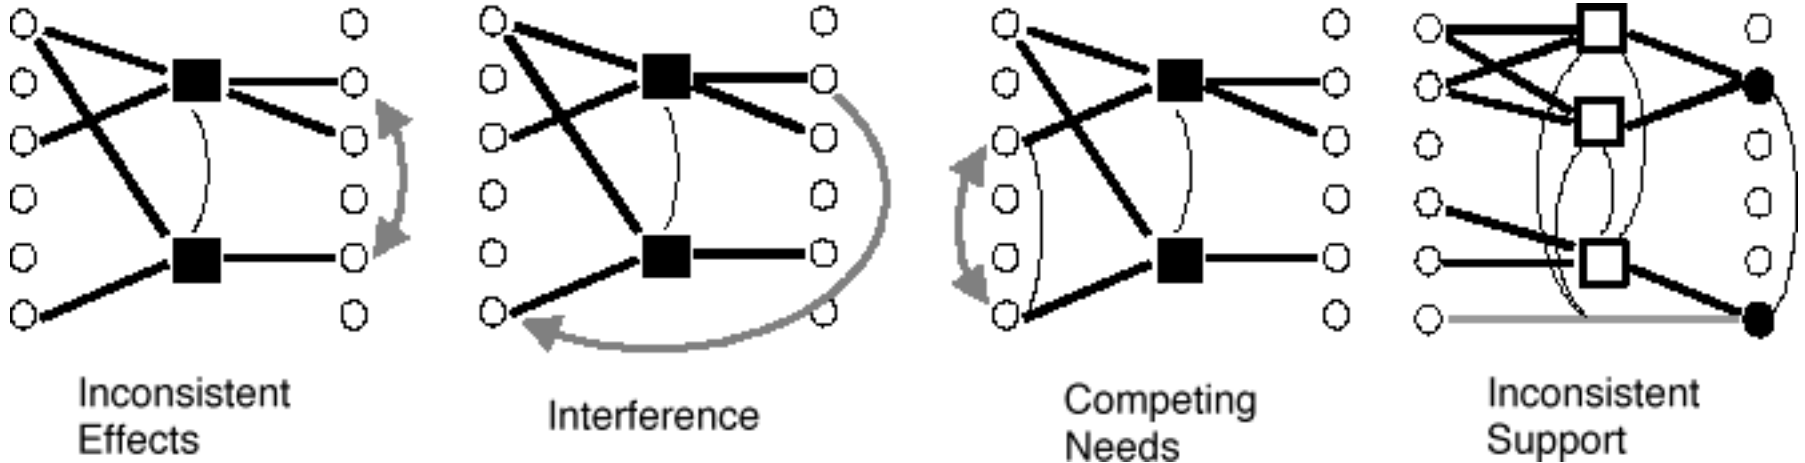 Inconsistent
Effects
Interference
Competing
Needs
Inconsistent
Support